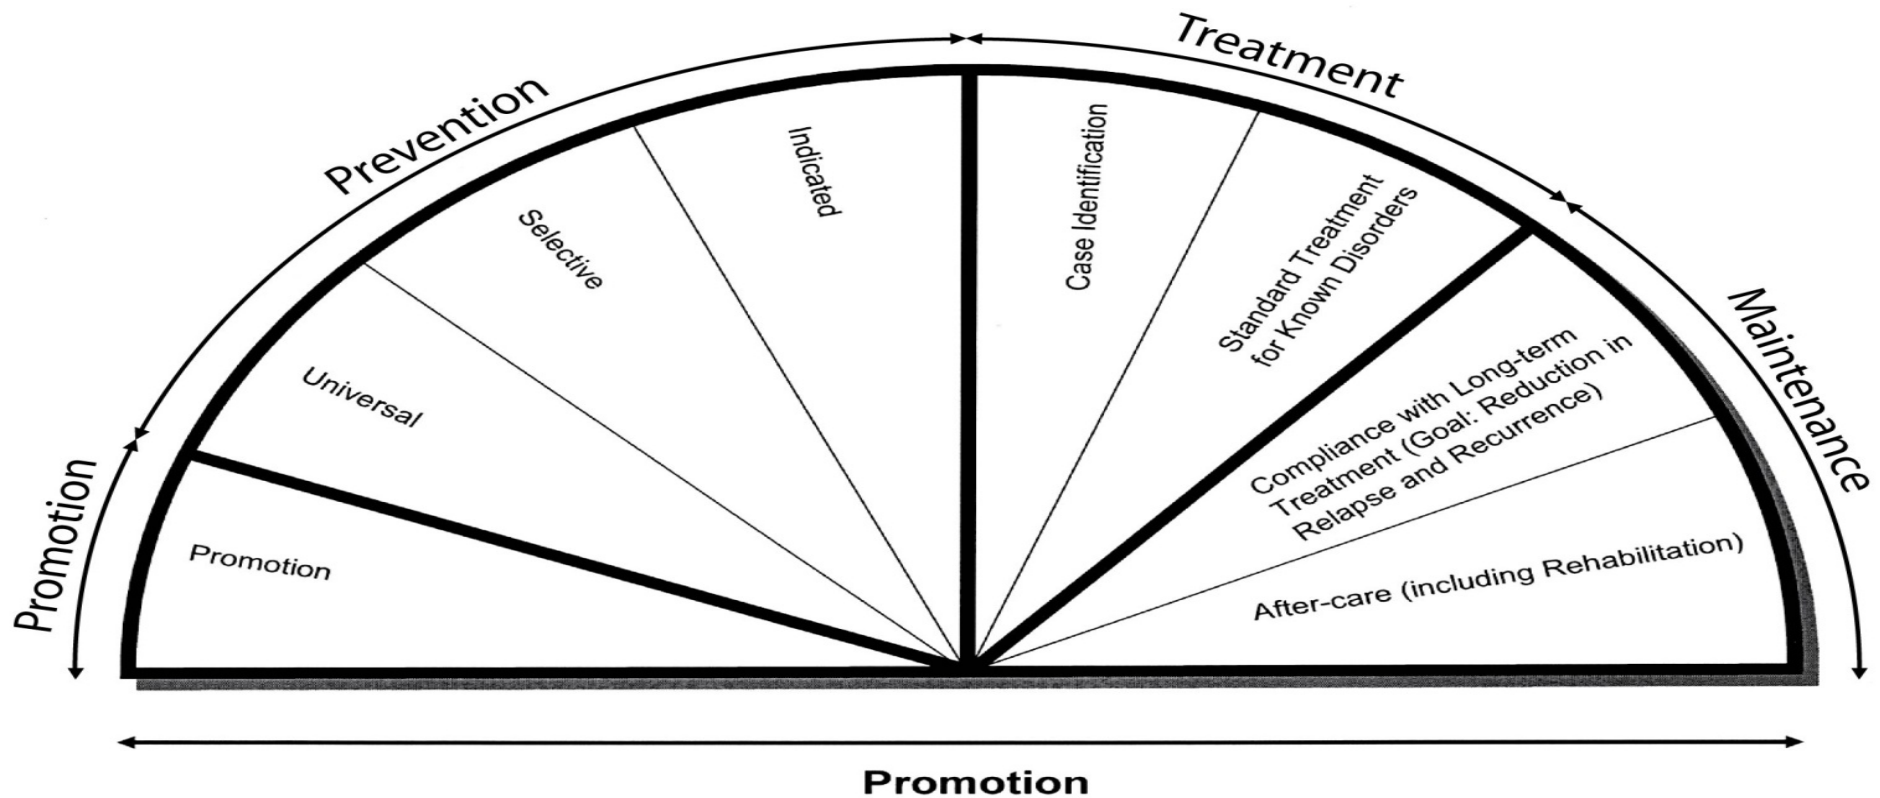 Promotion
Prevention
Treatment
Maintenance
Promotion
Universal
Selective
Indicated
Case Identification
Standard Treatment
for Known Disorders
Compliance with Long-term
Treatment (Goal: Reduction in
Relapse and Recurrence)
After-care (including Rehabilitation)
Promotion